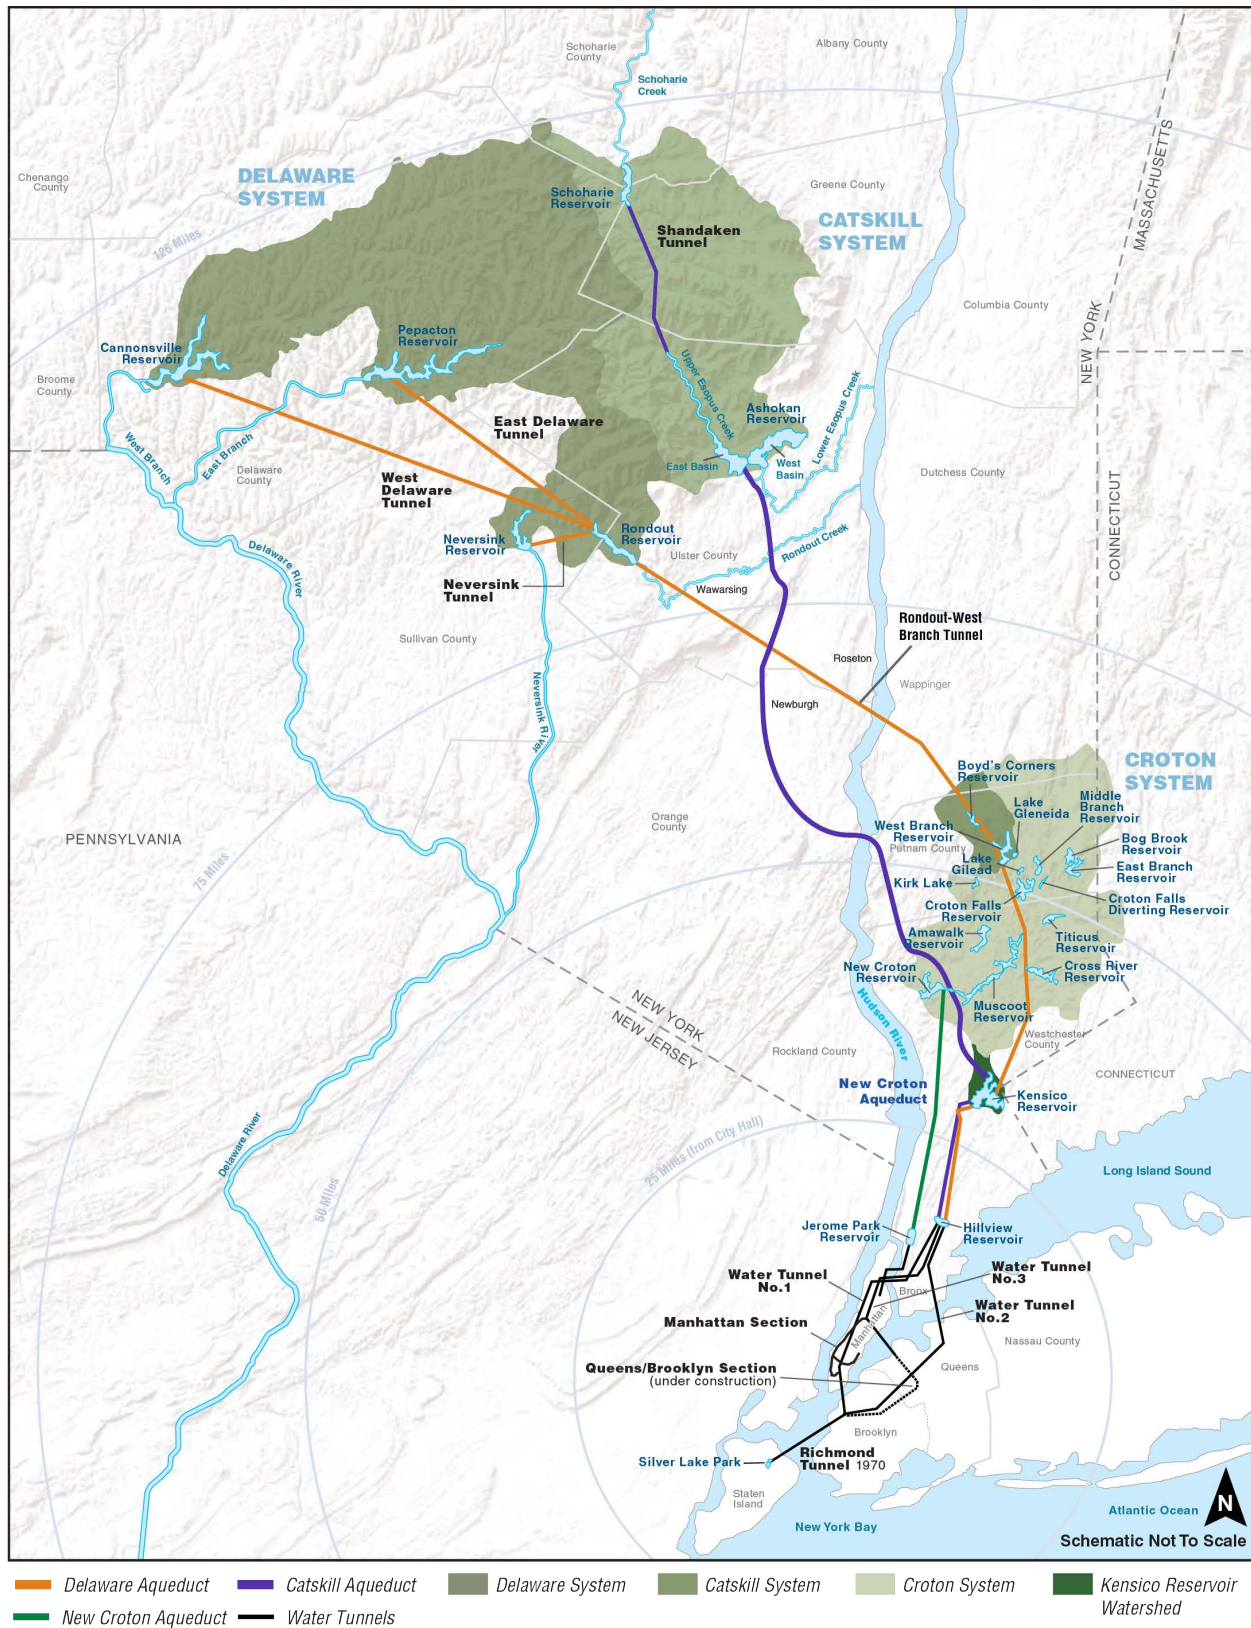 Schoharie
County
Albany County
Schoharie
Creek
MASSACHUSETTS
Chenango
County
DELAWARE
SYSTEM
Schoharie
Reservoir
Greene County
CATSKILL
SYSTEM
Shandaken
Tunnel
125 Miles
Columbia County
NEW YORK
Cannonsville
Reservoir
Pepacton
Reservoir
Broome
County
Upper Esopus Creek
Ashokan
Reservoir
Lower Esopus Creek
East Delaware
Tunnel
West Branch
East Branch
East Basin
West
Basin
Delaware
County
Dutchess County
CONNECTICUT
West
Delaware
Tunnel
Neversink
Reservoir
Rondout
Reservoir
Rondout Creek
Ulster County
Delaware River
Neversink
Tunnel
Wawarsing
Rondout-West
Branch Tunnel
Sullivan County
Roseton
Wappinger
Neversink River
Newburgh
CROTON
SYSTEM
Boyd's Corners
Reservoir
Lake
Gleneida
Middle
Branch
Reservoir
Orange
County
West Branch
Reservoir
Putnam County
Bog Brook
Reservoir
PENNSYLVANIA
75 Miles
Lake
Gilead
East Branch
Reservoir
Kirk Lake
Croton Falls
Reservoir
Croton Falls
Diverting Reservoir
Amawalk
Reservoir
Titicus
Reservoir
New Croton
Reservoir
Cross River
Reservoir
Muscoot
Reservoir
Hudson River
NEW YORK
NEW JERSEY
Westchester
County
Rockland County
CONNECTICUT
New Croton
Aqueduct
Kensico
Reservoir
Delaware River
25 Miles (from City Hall)
50 Miles
Long Island Sound
Jerome Park
Reservoir
Hillview
Reservoir
Water Tunnel
No.1
Water Tunnel
No.3
Bronx
Water Tunnel
No.2
Manhattan Section
Manhattan
Nassau County
Queens/Brooklyn Section
(under construction)
Queens
Brooklyn
Silver Lake Park
Richmond
Tunnel 1970
Staten
Island
New York Bay
Atlantic Ocean
N
Schematic Not To Scale
Delaware Aqueduct
Catskill Aqueduct
Delaware System
Catskill System
Croton System
Kensico Reservoir
Watershed
New Croton Aqueduct
Water Tunnels